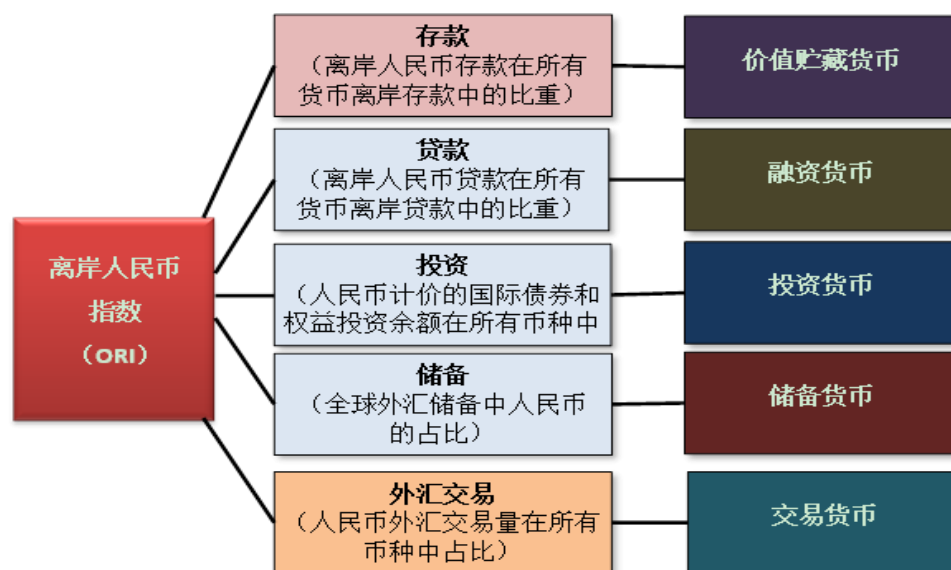 离岸人民币
指数
（ORI）
存款
（离岸人民币存款在所有
货币离岸存款中的比重）
价值贮藏货币
贷款
（离岸人民币贷款在所有
货币离岸贷款中的比重）
融资货币
投资
（人民币计价的国际债券和
权益投资余额在所有币种中
投资货币
储备
（全球外汇储备中人民币
的占比）
储备货币
外汇交易
（人民币外汇交易量在所有
币种中占比）
交易货币